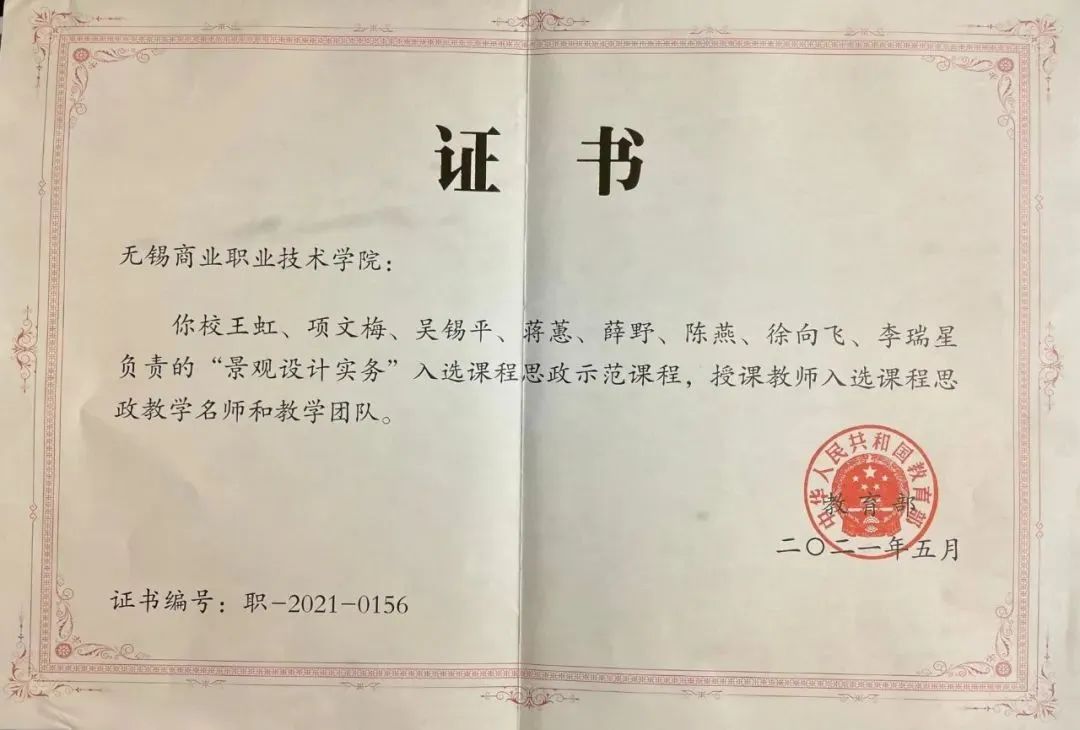 证书
无锡商业职业技术学院：
你校王虹、项文梅、吴锡平、蒋蕙、薛野、陈燕、徐向飞、李瑞星
负责的“景观设计实务”入选课程思政示范课程，授课教师入选课程思
政教学名师和教学团队。
中华人民共和国教育部
教育部
二〇二一年五月
证书编号：职-2021-0156